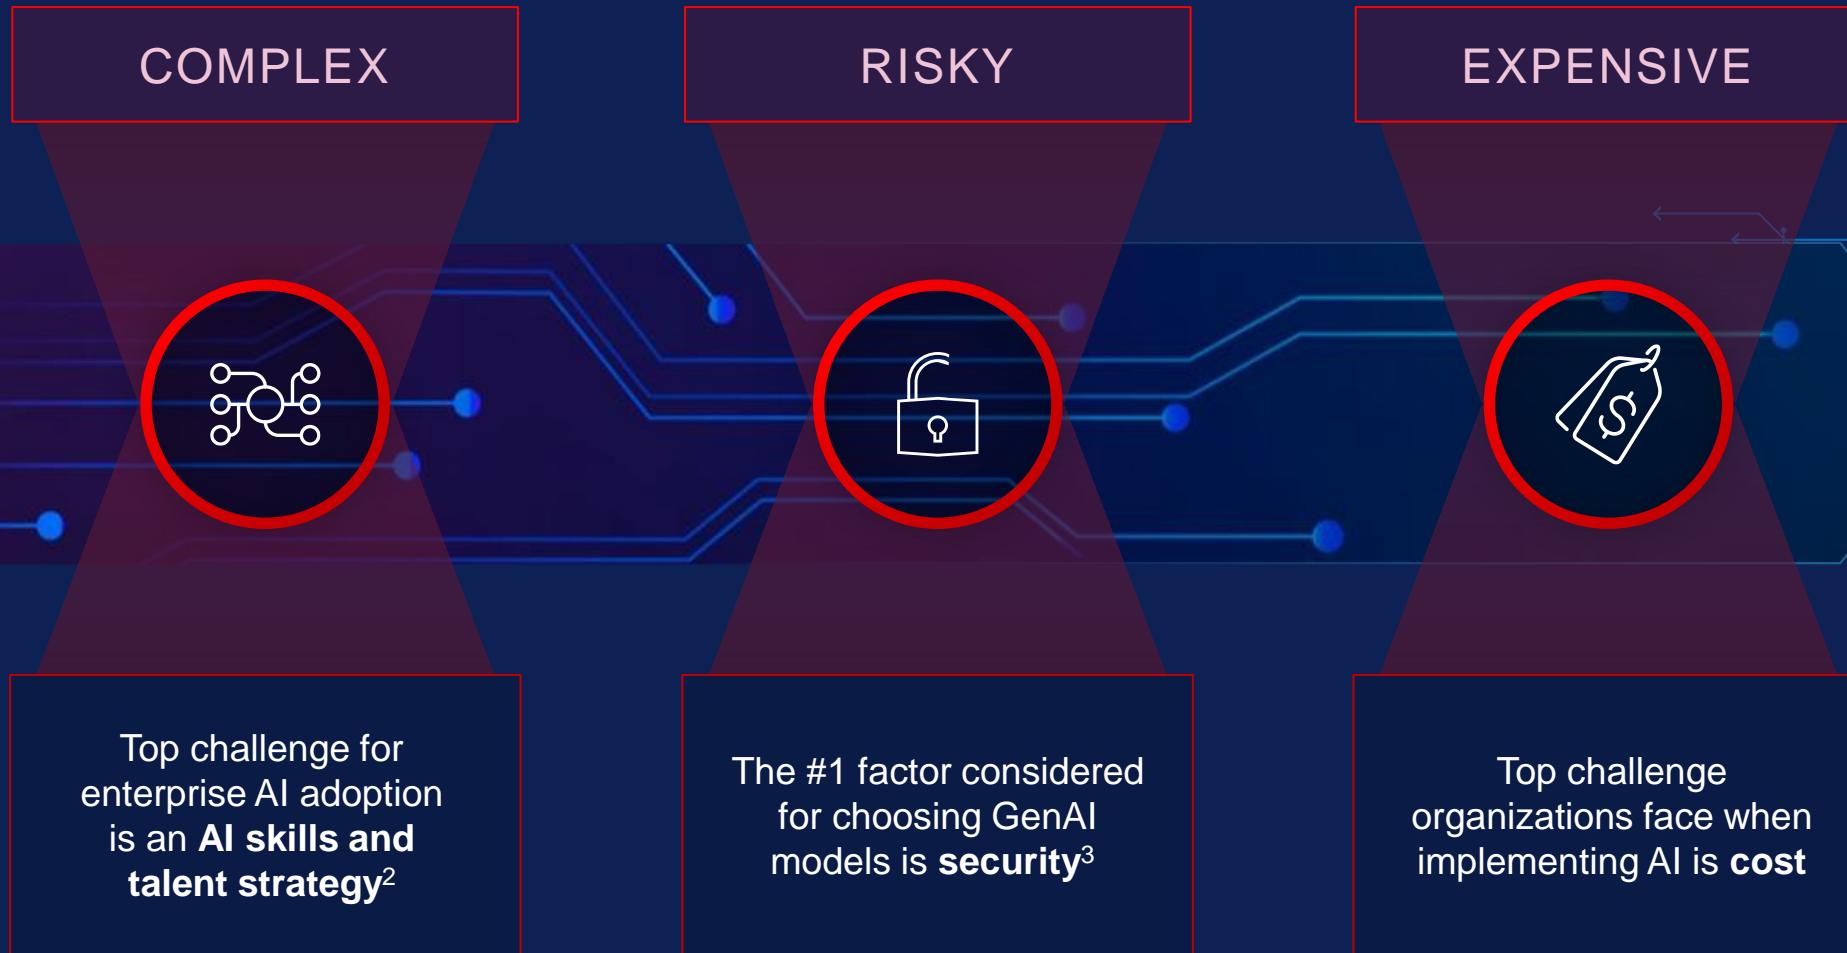 COMPLEX
RISKY
EXPENSIVE
Top challenge for
enterprise AI adoption
is an AI skills and
talent strategy2
The #1 factor considered
for choosing GenAI
models is security3
Top challenge
organizations face when
implementing AI is cost
$